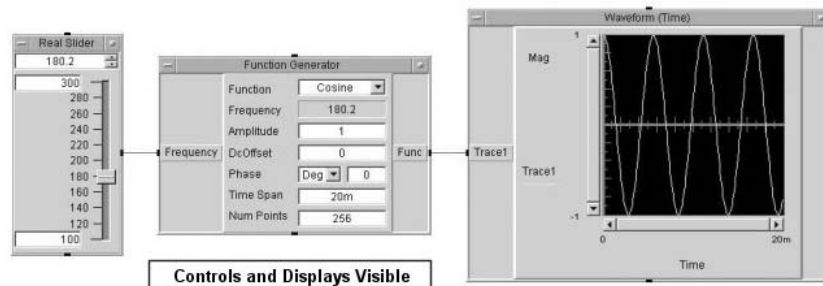 Real Slider
180.2
300
280
260
240
220
200
180
160
140
120
100
Function Generator
Function Cosine
Frequency Frequency 180.2
Amplitude 1
DcOffset 0
Func
Phase Deg 0
Time Span 20m
Num Points 256
Waveform (Time)
Mag
1
Trace1
Trace1
-1
0 20m
Time
Controls and Displays Visible